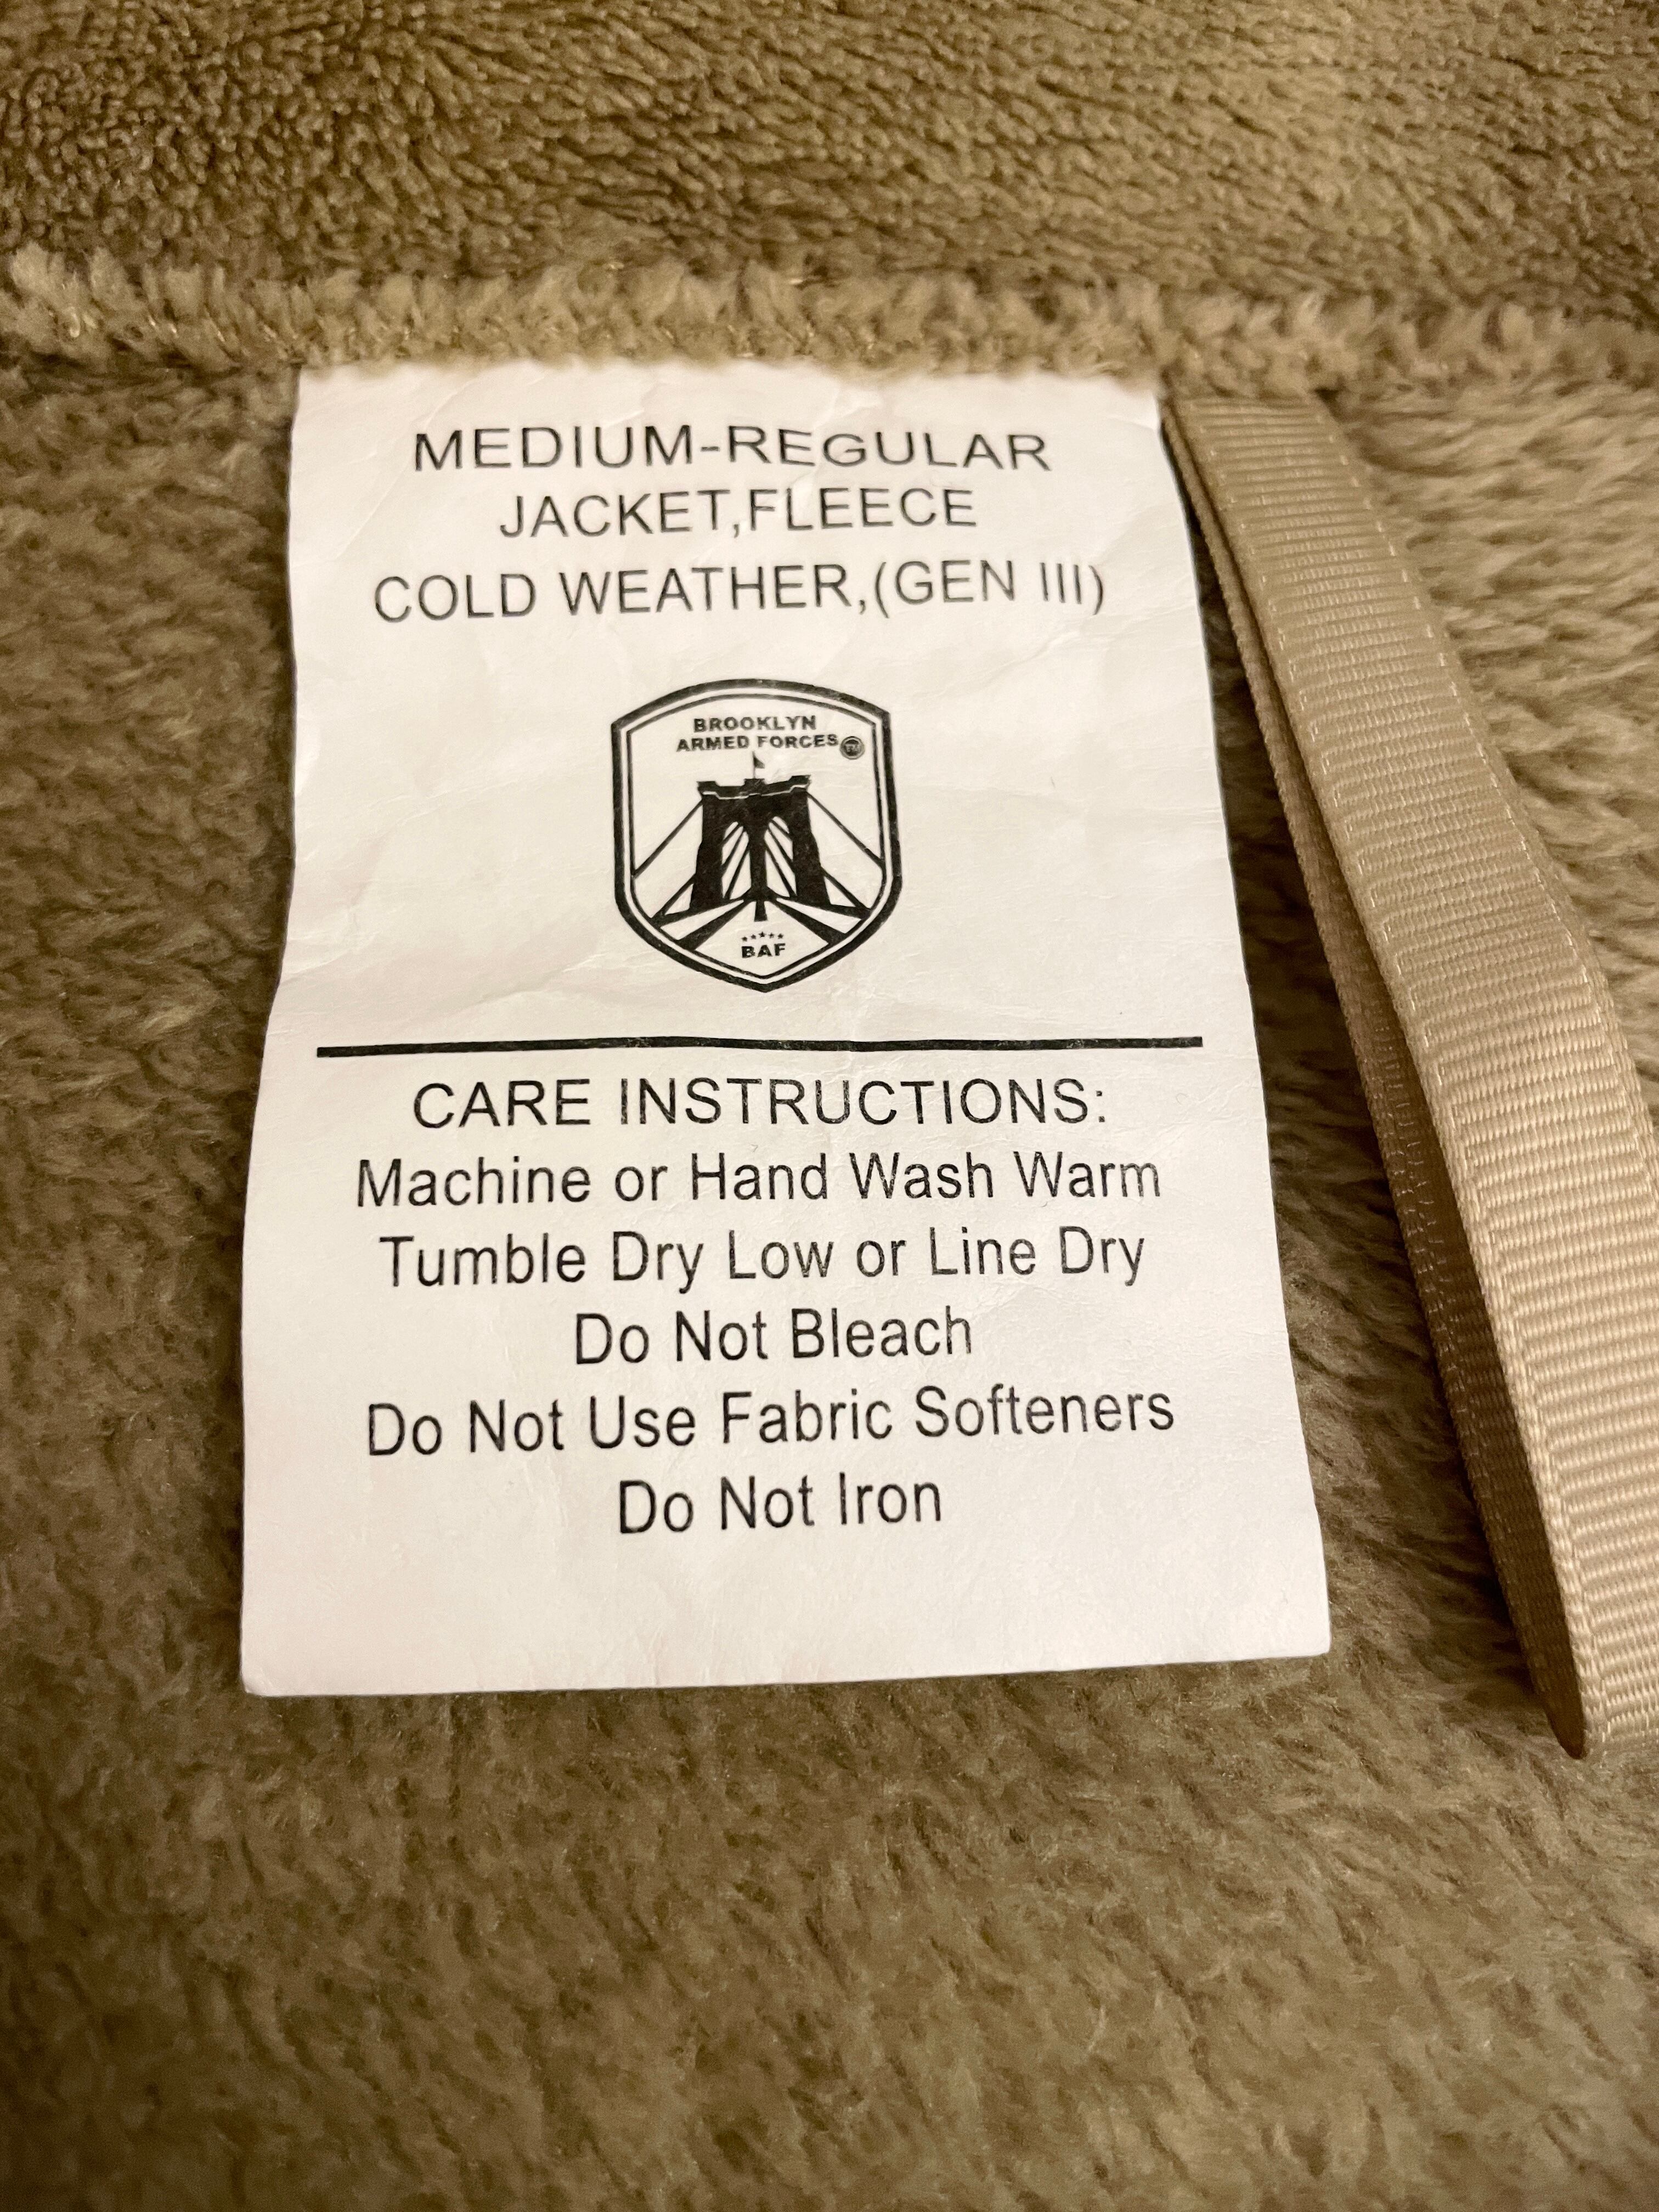 MEDIUM-REGULAR
JACKET,FLEECE
COLD WEATHER,(GEN III)
BROOKLYN
ARMED FORCES TM
BAF
CARE INSTRUCTIONS:
Machine or Hand Wash Warm
Tumble Dry Low or Line Dry
Do Not Bleach
Do Not Use Fabric Softeners
Do Not Iron